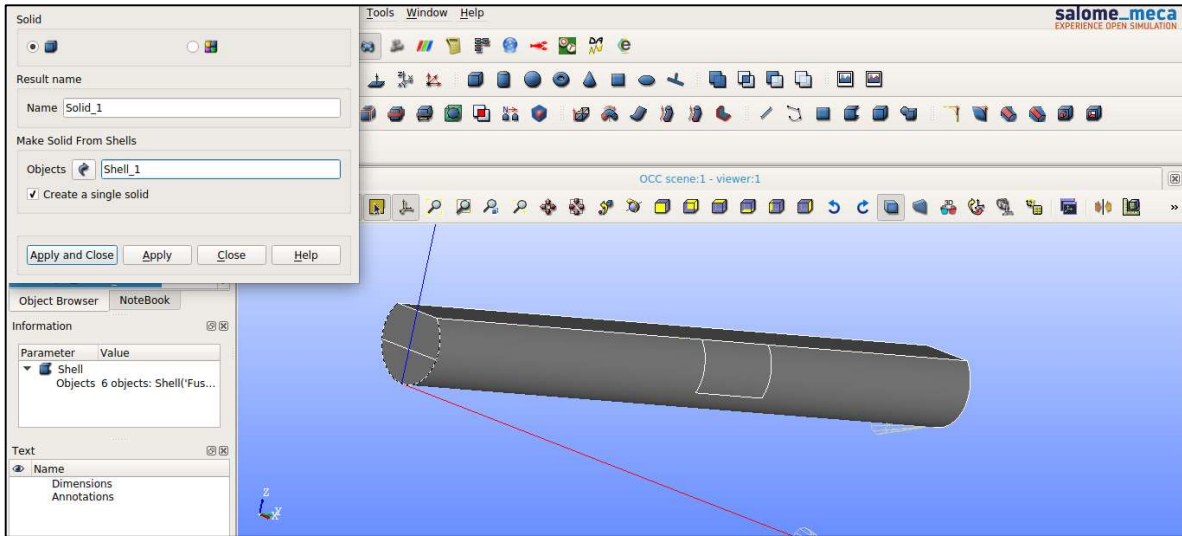 Solid
Tools Window Help
salome_meca
EXPERIENCE OPEN SIMULATION
Result name
Name Solid_1
Make Solid From Shells
Objects Shell_1
Create a single solid
Apply and Close Apply Close Help
OCC scene:1 - viewer:1
»
Object Browser NoteBook
Information
Parameter Value
Shell
Objects 6 objects: Shell('Fus...
Text
Name
Dimensions
Annotations
Z
X